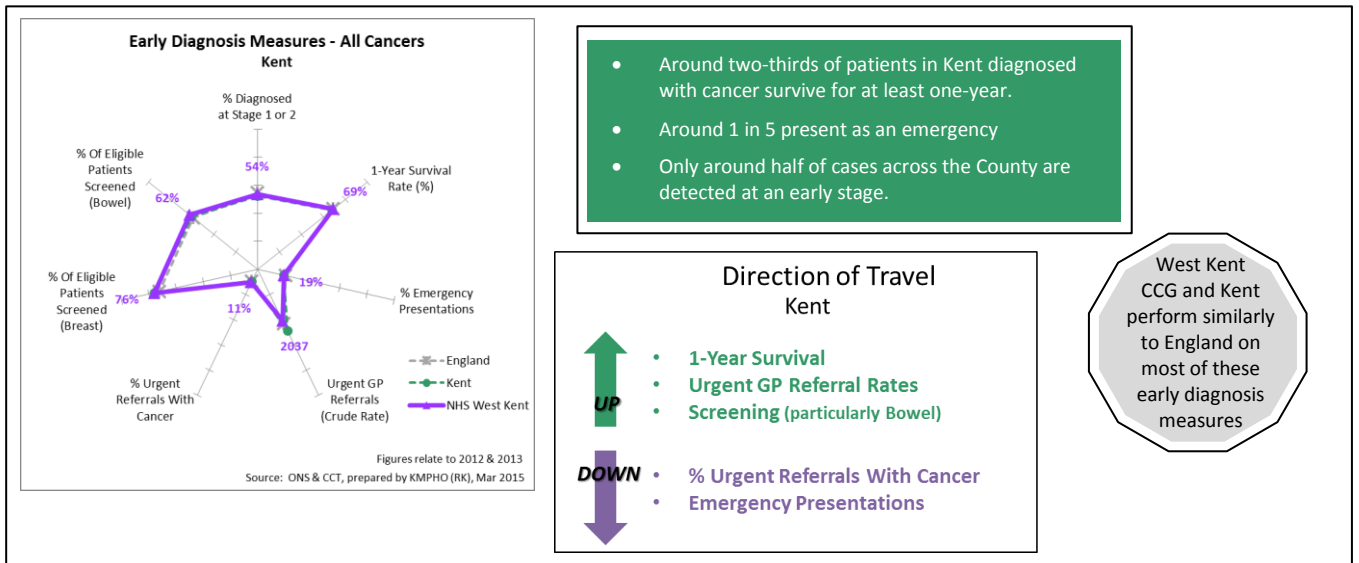 Early Diagnosis Measures - All Cancers
Kent
% Diagnosed
at Stage 1 or 2
54%
1-Year Survival
Rate (%)
69%
% Emergency
Presentations
19%
Urgent GP
Referrals
(Crude Rate)
2037
% Urgent
Referrals With
Cancer
11%
% Of Eligible
Patients
Screened
(Breast)
76%
% Of Eligible
Patients
Screened
(Bowel)
62%
England
Kent
NHS West Kent
Figures relate to 2012 & 2013
Source: ONS & CCT, prepared by KMPHO (RK), Mar 2015
• Around two-thirds of patients in Kent diagnosed
with cancer survive for at least one-year.
• Around 1 in 5 present as an emergency
• Only around half of cases across the County are
detected at an early stage.
Direction of Travel
Kent
UP
• 1-Year Survival
• Urgent GP Referral Rates
• Screening (particularly Bowel)
DOWN
• % Urgent Referrals With Cancer
• Emergency Presentations
West Kent
CCG and Kent
perform similarly
to England on
most of these
early diagnosis
measures